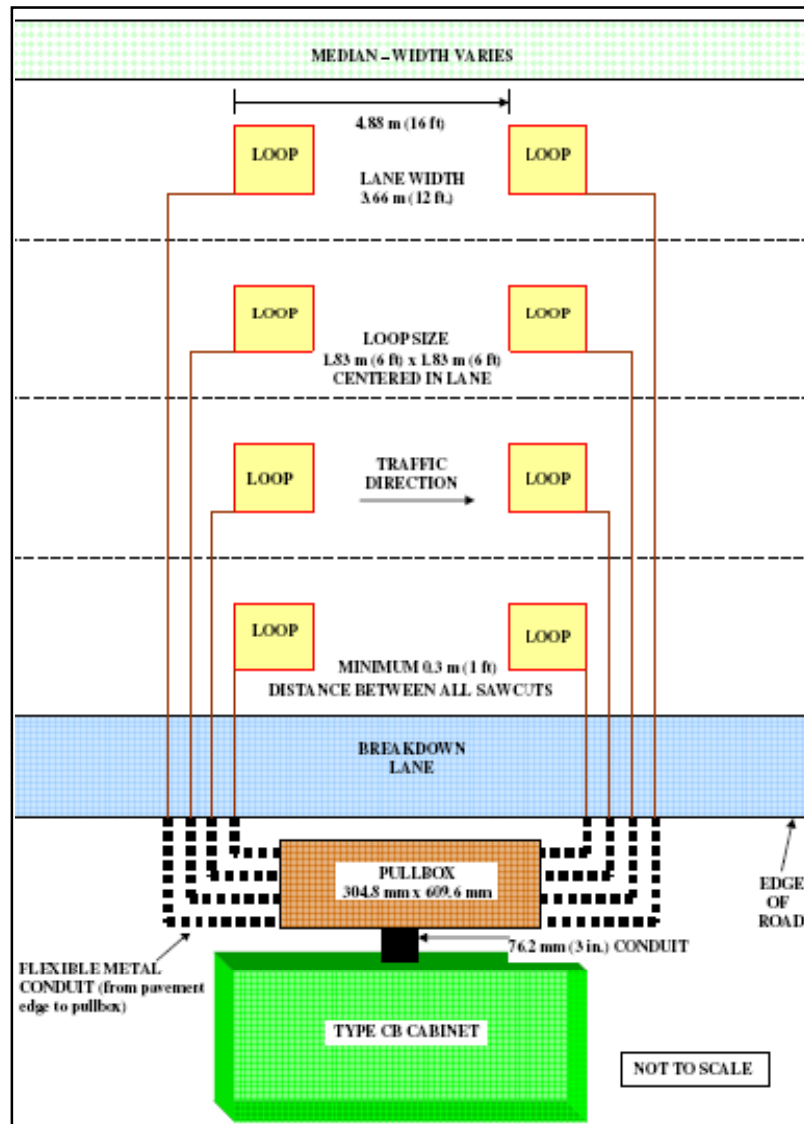 MEDIAN – WIDTH VARIES
4.88 m (16 ft)
LOOP
LOOP
LANE WIDTH
3.66 m (12 ft.)
LOOP
LOOP
LOOP SIZE
1.83 m (6 ft) x 1.83 m (6 ft)
CENTERED IN LANE
TRAFFIC
DIRECTION
LOOP
LOOP
LOOP
LOOP
MINIMUM 0.3 m (1 ft)
DISTANCE BETWEEN ALL SAWCUTS
BREAKDOWN
LANE
PULLBOX
304.8 mm x 609.6 mm
EDGE
OF
ROAD
76.2 mm (3 in.) CONDUIT
FLEXIBLE METAL
CONDUIT (from pavement
edge to pullbox)
TYPE CB CABINET
NOT TO SCALE